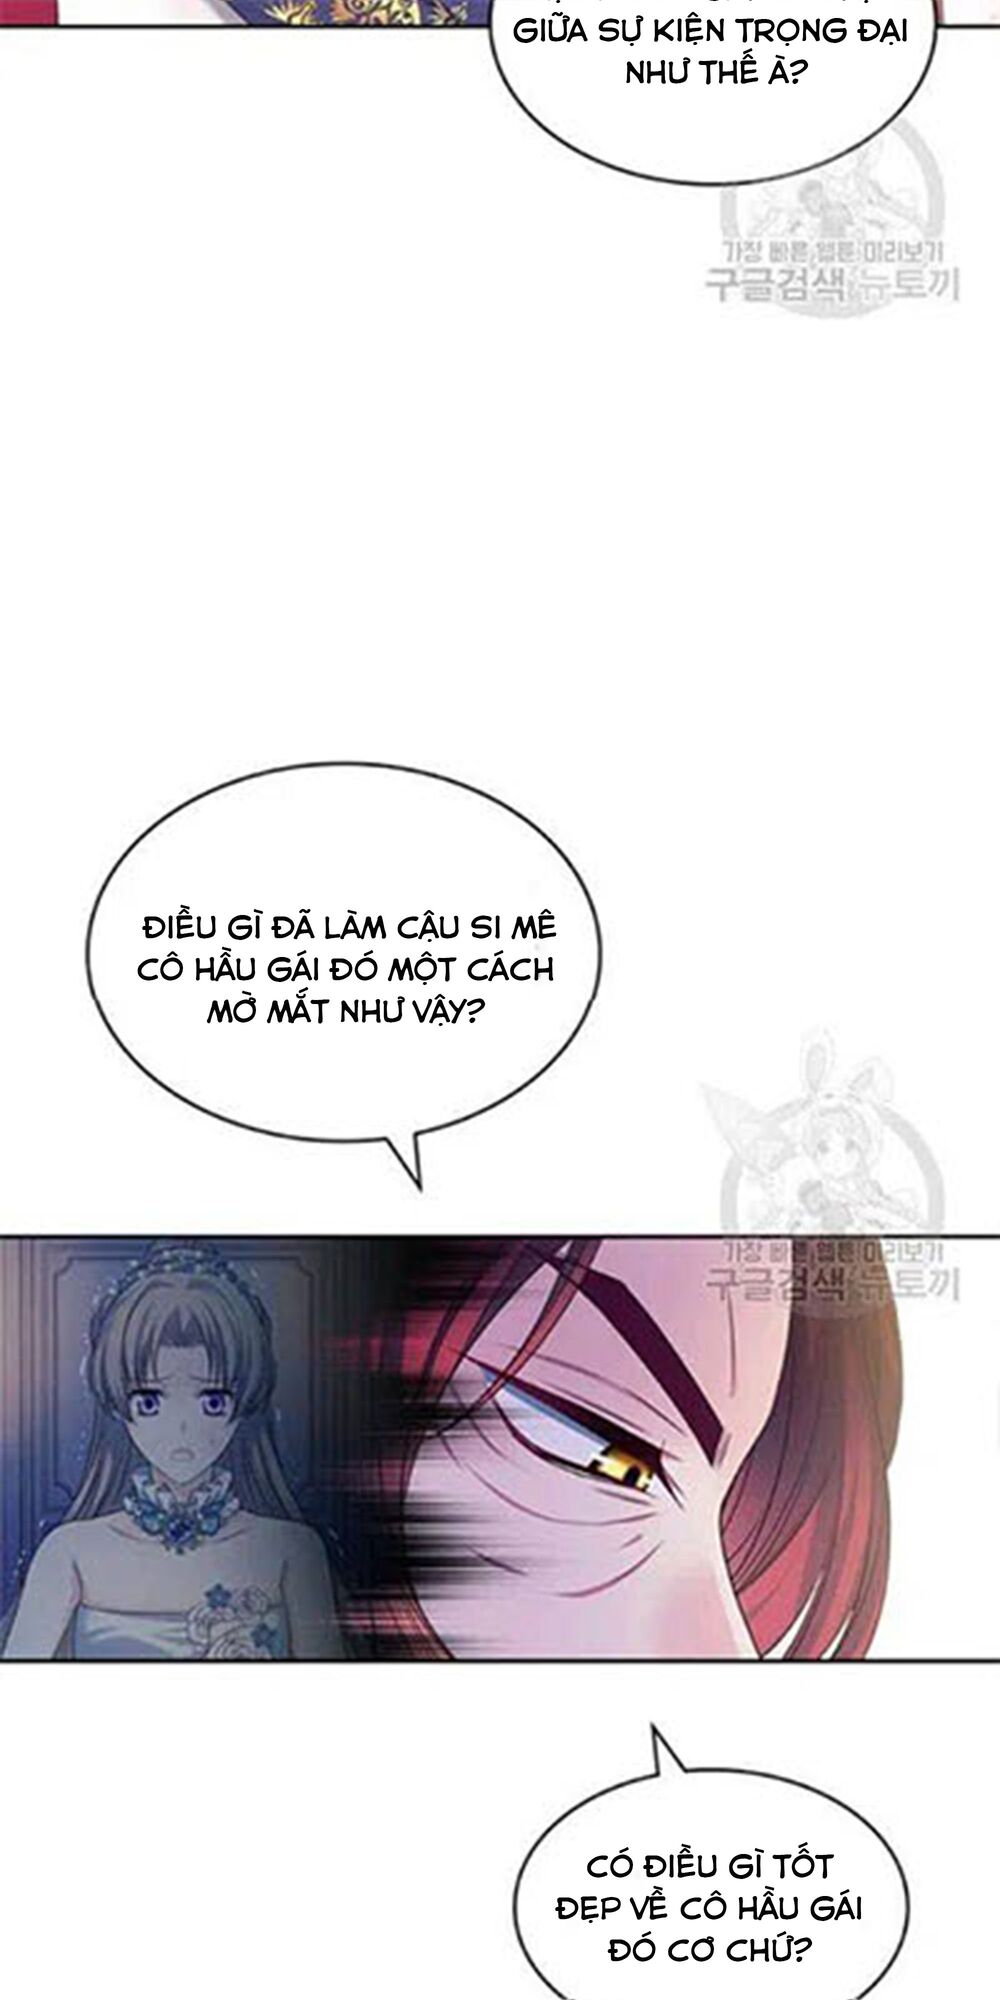 GIỮA SỰ KIỆN TRỌNG ĐẠI
NHƯ THẾ À?
가장 빠른 웹툰 미리보기
구글검색 뉴토끼
ĐIỀU GÌ ĐÃ LÀM CẬU SI MÊ
CÔ HẦU GÁI ĐÓ MỘT CÁCH
MỜ MẮT NHƯ VẬY?
가장 빠른 웹툰 미리보기
구글검색 뉴토끼
CÓ ĐIỀU GÌ TỐT
ĐẸP VỀ CÔ HẦU GÁI
ĐÓ CƠ CHỨ?